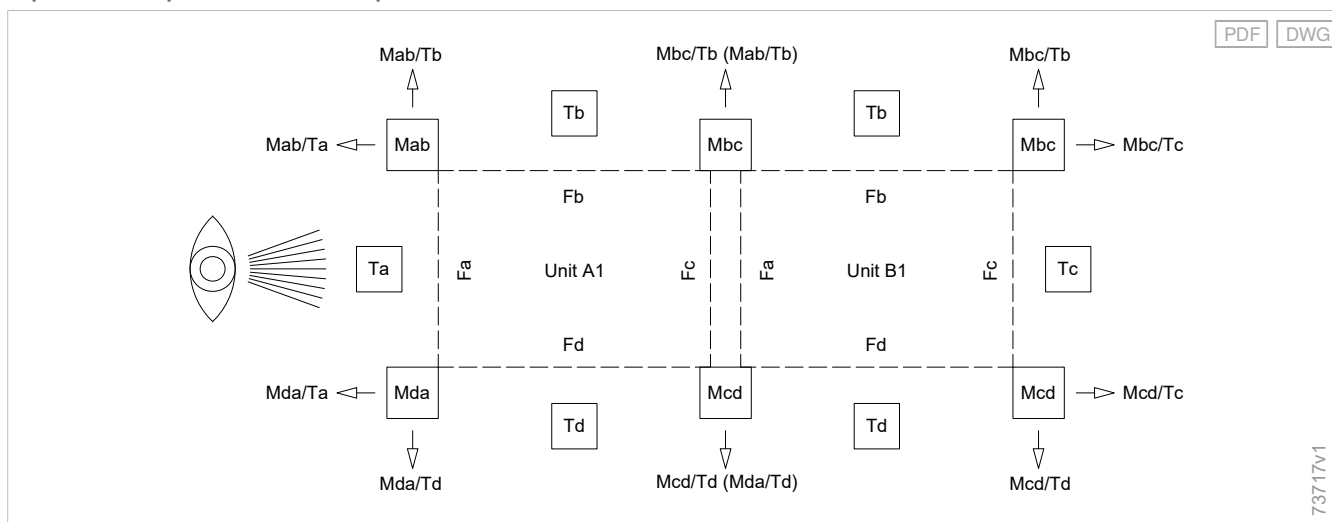 PDF DWG
Mab/Tb Mbc/Tb (Mab/Tb) Mbc/Tb
Tb Tb
Mab/Ta Mab Mbc Mbc Mbc/Tc
Fb Fb
Ta Fa Unit A1 Fc Fa Unit B1 Fc Tc
Fd Fd
Mda/Ta Mda Mcd Mcd Mcd/Tc
Td Td
Mda/Td Mcd/Td (Mda/Td) Mcd/Td
73717v1